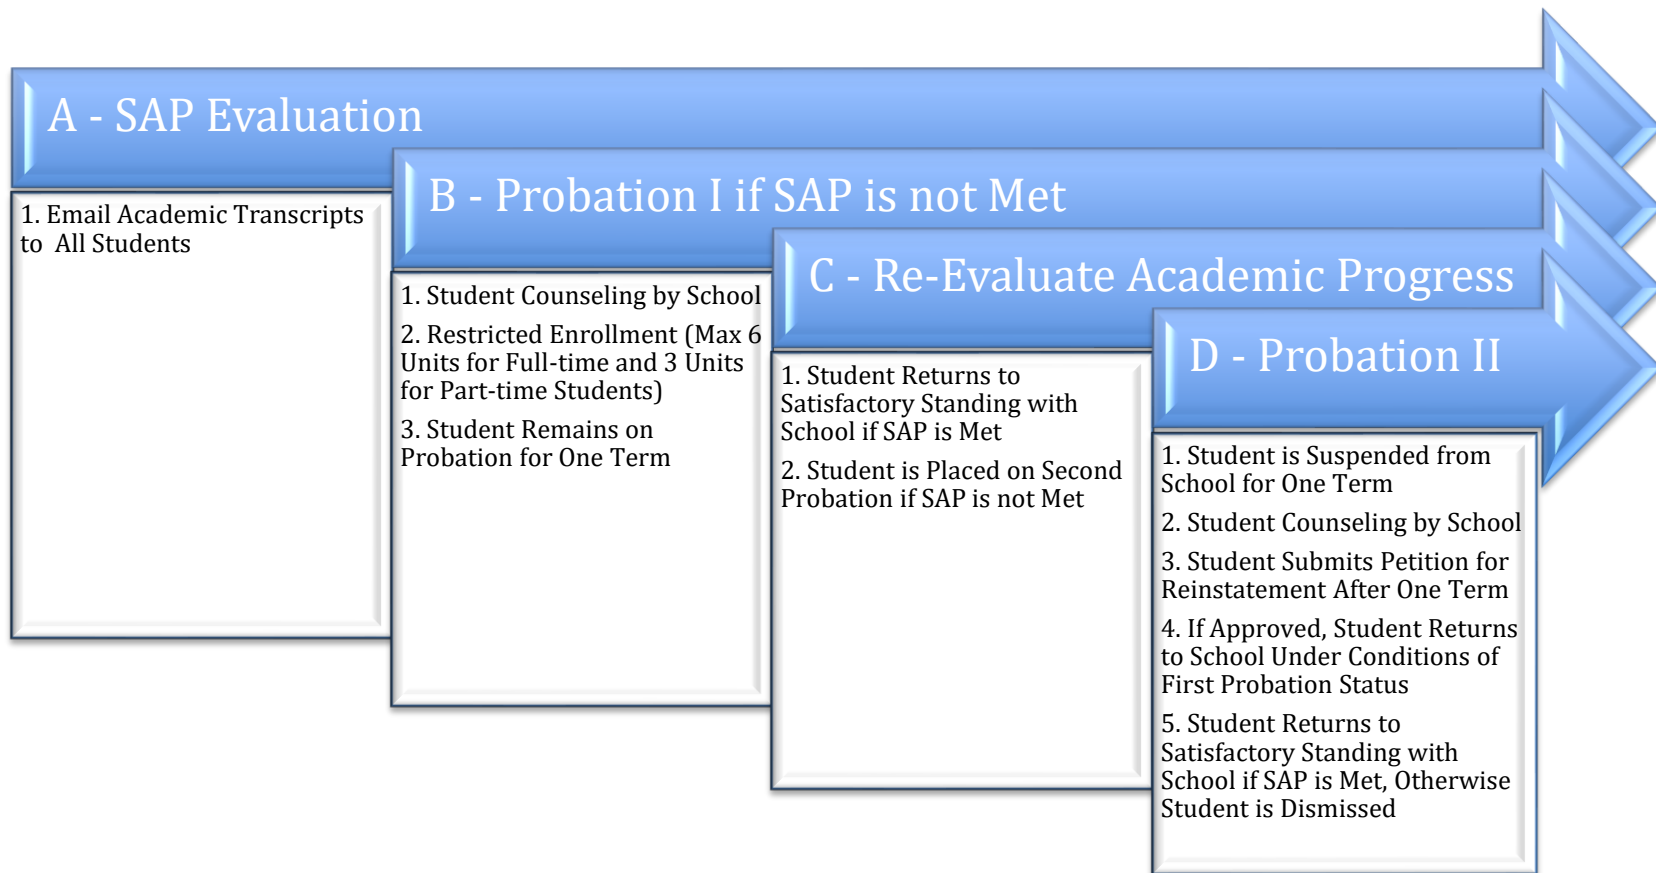 A - SAP Evaluation
1. Email Academic Transcripts
to All Students
B - Probation I if SAP is not Met
1. Student Counseling by School
2. Restricted Enrollment (Max 6
Units for Full-time and 3 Units
for Part-time Students)
3. Student Remains on
Probation for One Term
C - Re-Evaluate Academic Progress
1. Student Returns to
Satisfactory Standing with
School if SAP is Met
2. Student is Placed on Second
Probation if SAP is not Met
D - Probation II
1. Student is Suspended from
School for One Term
2. Student Counseling by School
3. Student Submits Petition for
Reinstatement After One Term
4. If Approved, Student Returns
to School Under Conditions of
First Probation Status
5. Student Returns to
Satisfactory Standing with
School if SAP is Met, Otherwise
Student is Dismissed